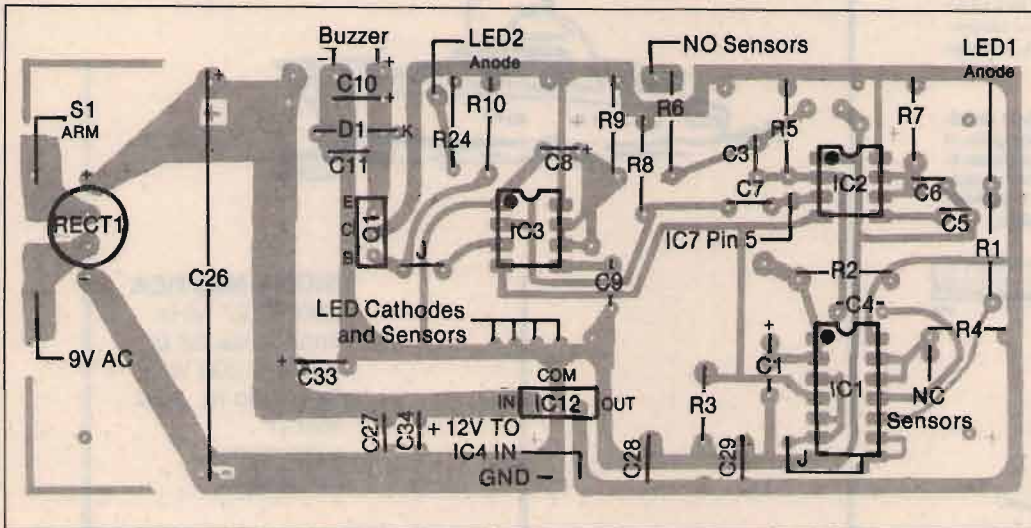 Buzzer
LED2
Anode
NO Sensors
LED1
Anode
- +
S1
ARM
C10
+
R10
R24
R9
R6
R5
R7
D1
K
C11
C8
+
R8
C3
C7
IC2
C6
C5
RECT1
+
-
E
C
B
Q1
J
IC3
IC7 Pin 5
R1
C26
+
C9
R2
LED Cathodes
and Sensors
C4
R4
9V AC
+
C33
C1
+
IC1
COM
IN IC12 OUT
R3
NC
Sensors
C27
C34
+ 12V TO
IC4 IN
GND –
C28
C29
J